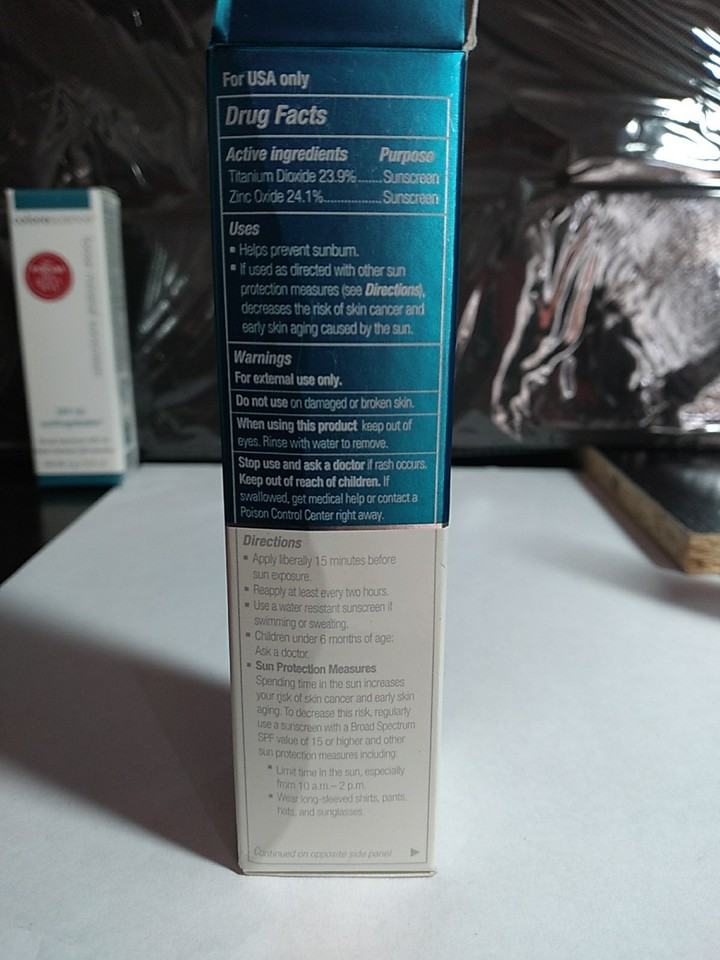 For USA only
Drug Facts
Active ingredients Purpose
Titanium Dioxide 23.9%......Sunscreen
Zinc Oxide 24.1%................Sunscreen
Uses
▪ Helps prevent sunburn.
▪ If used as directed with other sun
protection measures (see Directions),
decreases the risk of skin cancer and
early skin aging caused by the sun.
Warnings
For external use only.
Do not use on damaged or broken skin.
When using this product keep out of
eyes. Rinse with water to remove.
Stop use and ask a doctor if rash occurs.
Keep out of reach of children. If
swallowed, get medical help or contact a
Poison Control Center right away.
Directions
▪ Apply liberally 15 minutes before
sun exposure.
▪ Reapply at least every two hours.
▪ Use a water resistant sunscreen if
swimming or sweating.
▪ Children under 6 months of age:
Ask a doctor.
▪ Sun Protection Measures
Spending time in the sun increases
your risk of skin cancer and early skin
aging. To decrease this risk, regularly
use a sunscreen with a Broad Spectrum
SPF value of 15 or higher and other
sun protection measures including:
▪ Limit time in the sun, especially
from 10 a.m. – 2 p.m.
▪ Wear long-sleeved shirts, pants,
hats, and sunglasses.
Continued on opposite side panel ▶
colorescience